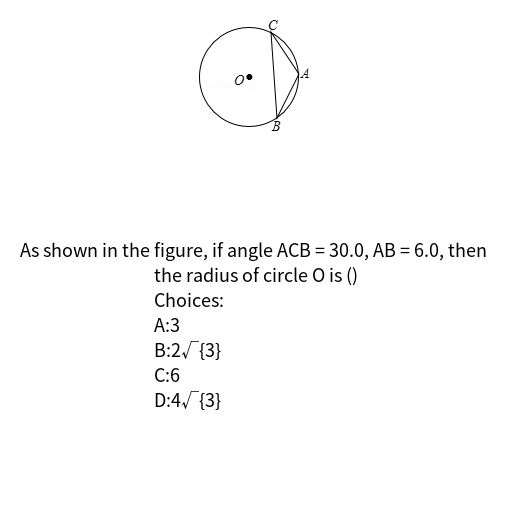 C
O
A
B
As shown in the figure, if angle ACB = 30.0, AB = 6.0, then
the radius of circle O is ()
Choices:
A:3
B:2√{3}
C:6
D:4√{3}